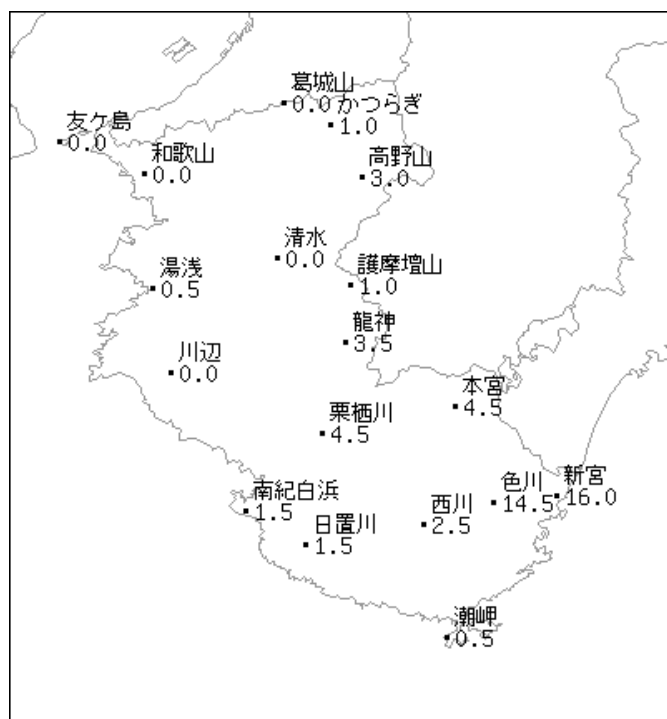 葛城山
0.0
かつらぎ
1.0
友ケ島
0.0
和歌山
0.0
高野山
3.0
清水
0.0
湯浅
0.5
護摩壇山
1.0
龍神
3.5
川辺
0.0
本宮
4.5
栗栖川
4.5
南紀白浜
1.5
日置川
1.5
西川
2.5
色川
14.5
新宮
16.0
潮岬
0.5